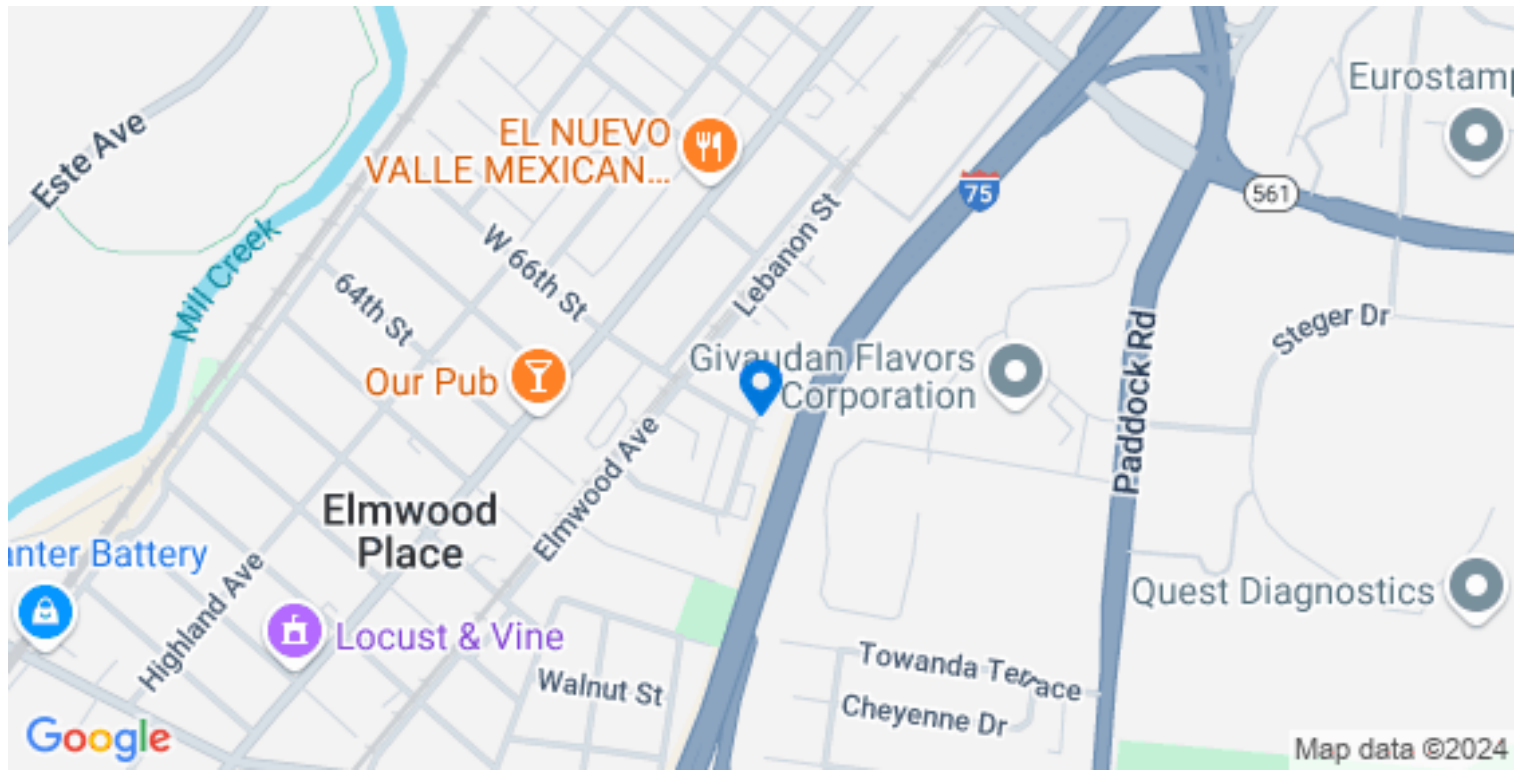 Eurostamp
Este Ave
EL NUEVO
VALLE MEXICAN...
75
561
Mill Creek
W 66th St
Lebanon St
64th St
Steger Dr
Our Pub
Givaudan Flavors
Corporation
Paddock Rd
Elmwood Ave
Elmwood
Place
anter Battery
Highland Ave
Quest Diagnostics
Locust & Vine
Walnut St
Towanda Terrace
Cheyenne Dr
Google
Map data ©2024